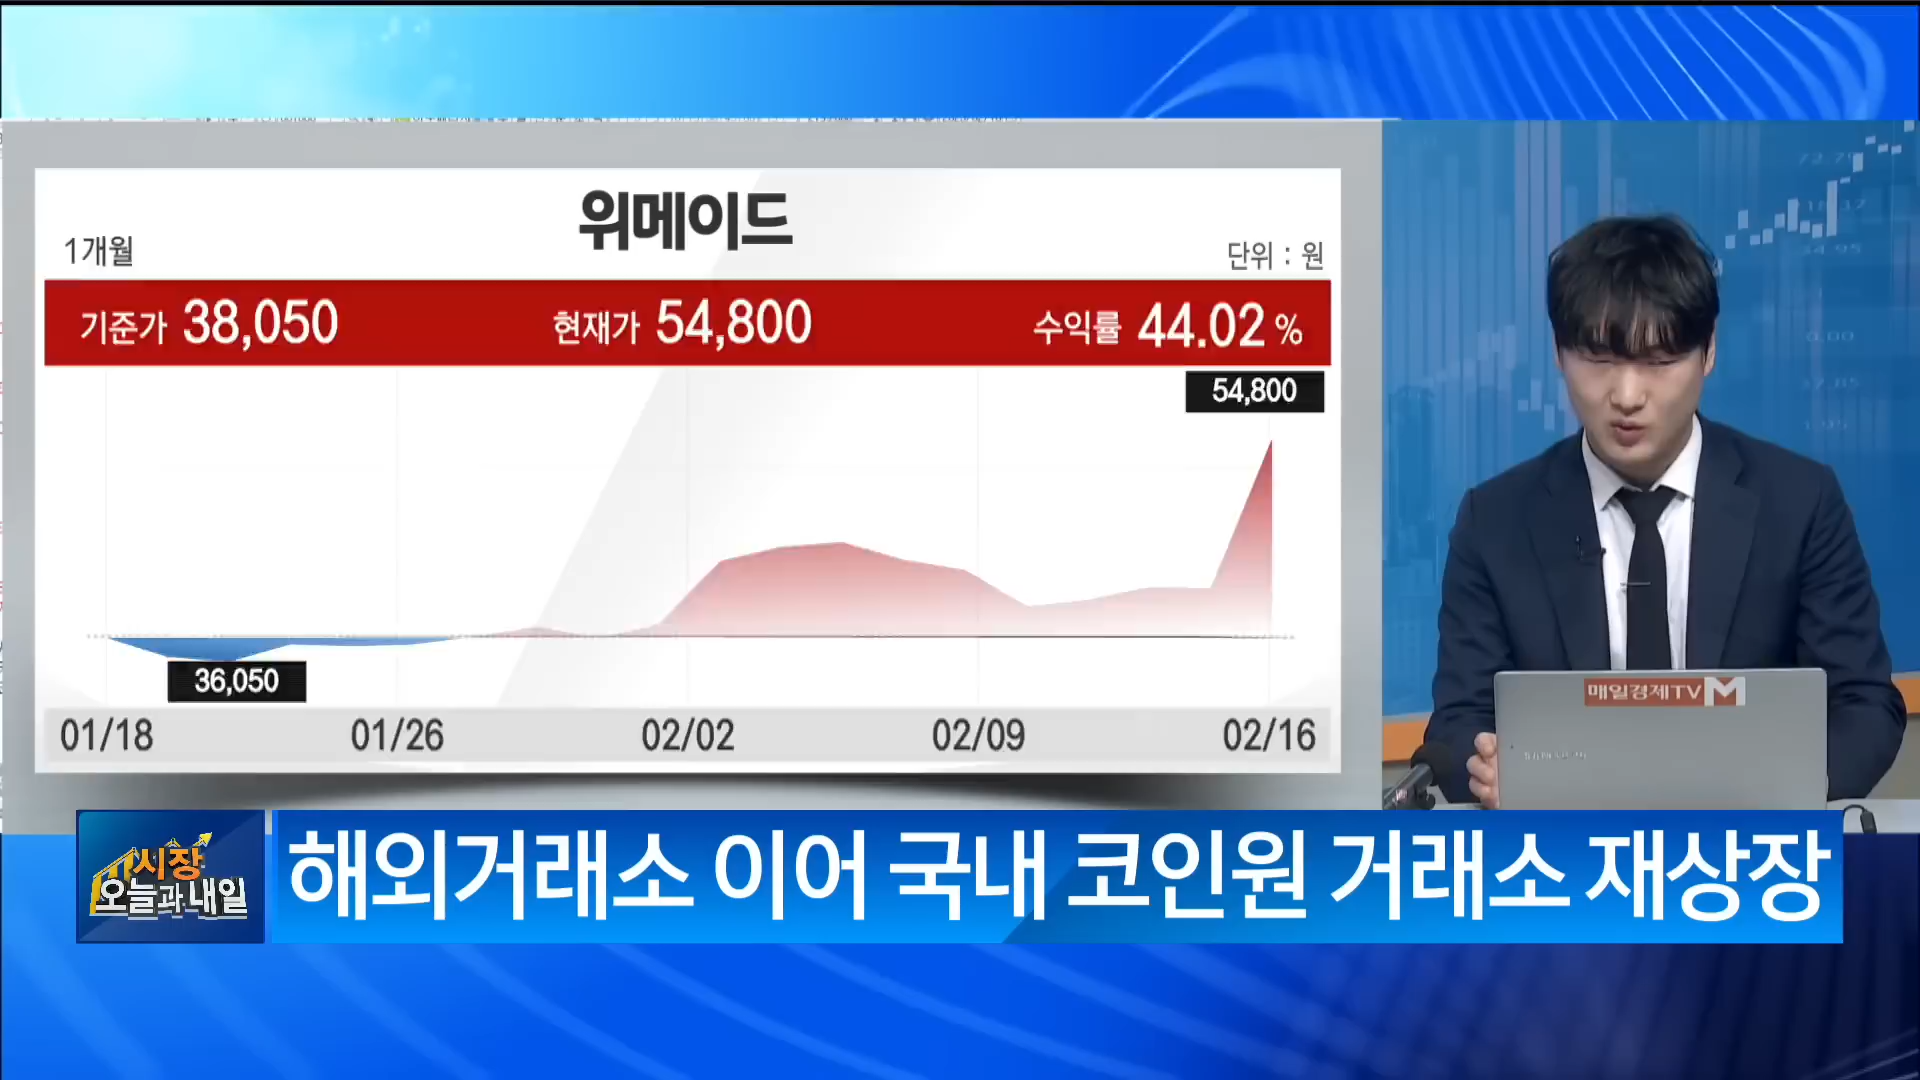 위메이드
1개월
단위 : 원
기준가 38,050 현재가 54,800 수익률 44.02 %
54,800
36,050
01/18 01/26 02/02 02/09 02/16
매일경제TV M
시장
오늘과 내일
해외거래소 이어 국내 코인원 거래소 재상장